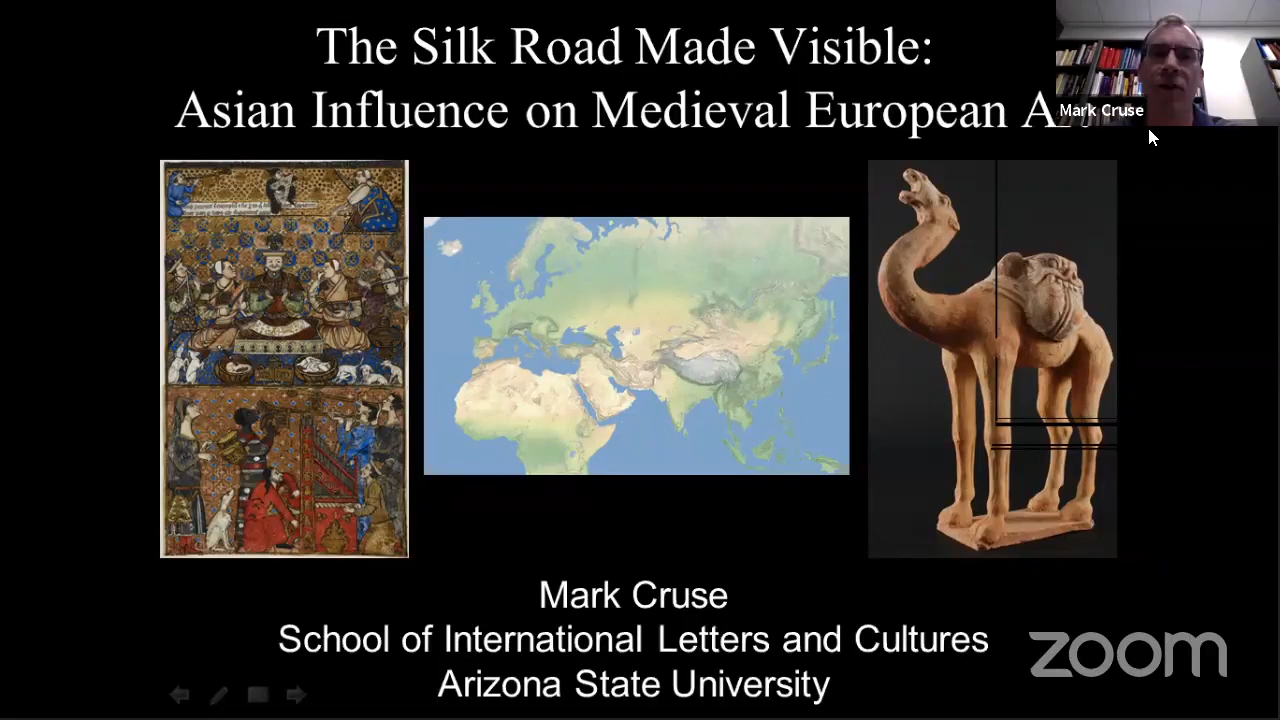 The Silk Road Made Visible:
Asian Influence on Medieval European
Mark Cruse
Mark Cruse
School of International Letters and Cultures
Arizona State University
zoom